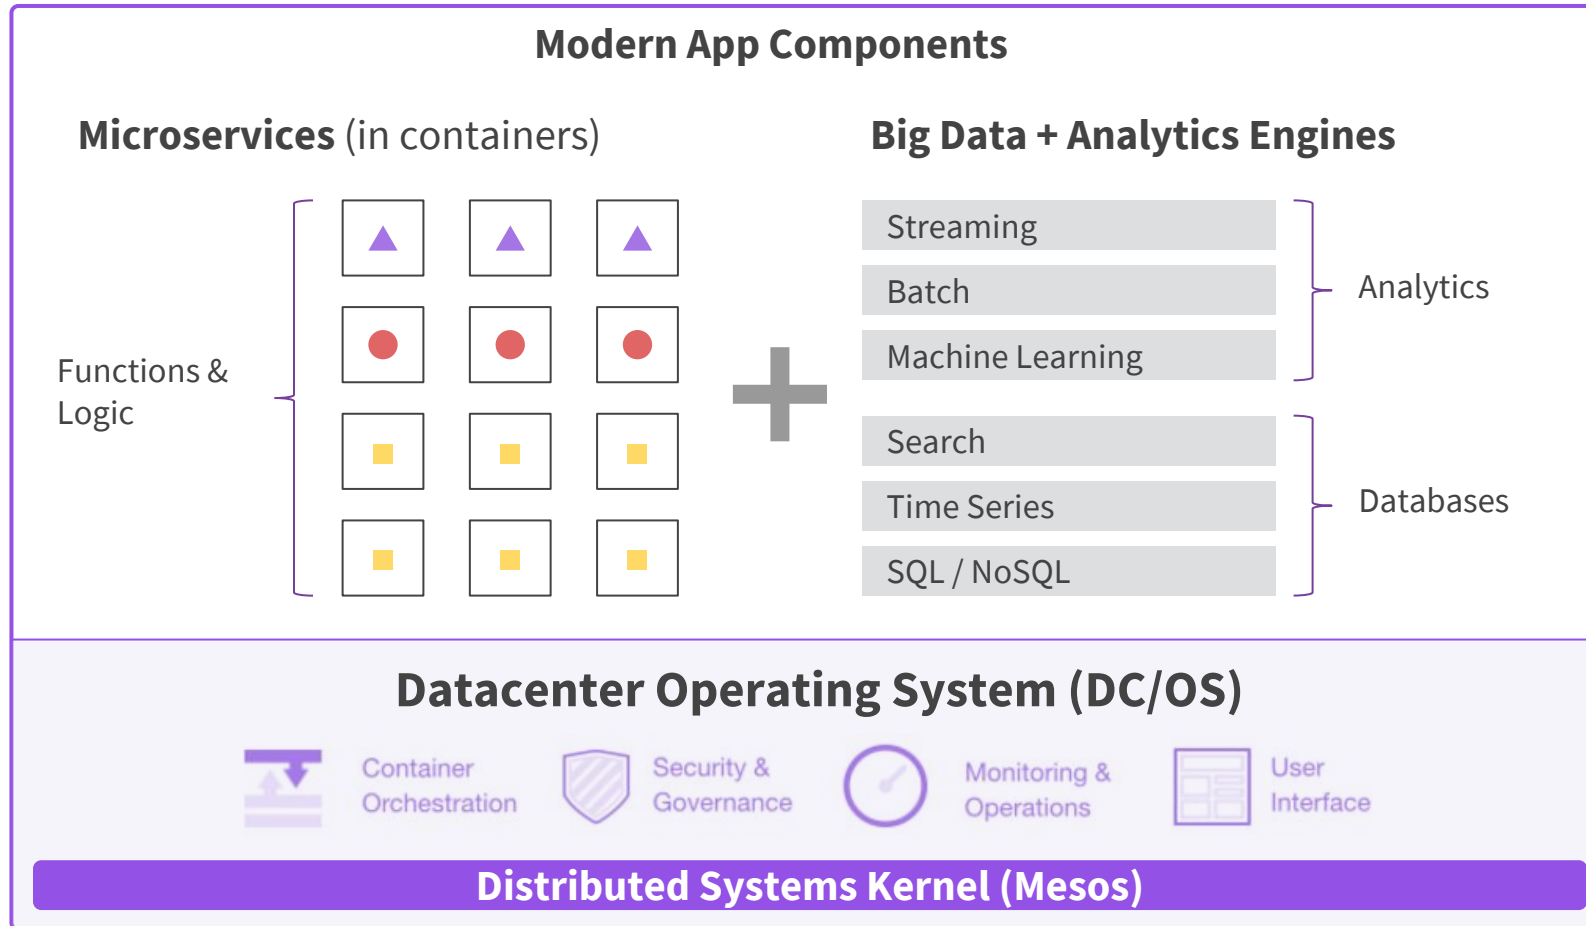 Modern App Components
Microservices (in containers)
Functions &
Logic
Big Data + Analytics Engines
Streaming
Batch
Machine Learning
Analytics
Search
Time Series
SQL / NoSQL
Databases
Datacenter Operating System (DC/OS)
Container
Orchestration
Security &
Governance
Monitoring &
Operations
User
Interface
Distributed Systems Kernel (Mesos)